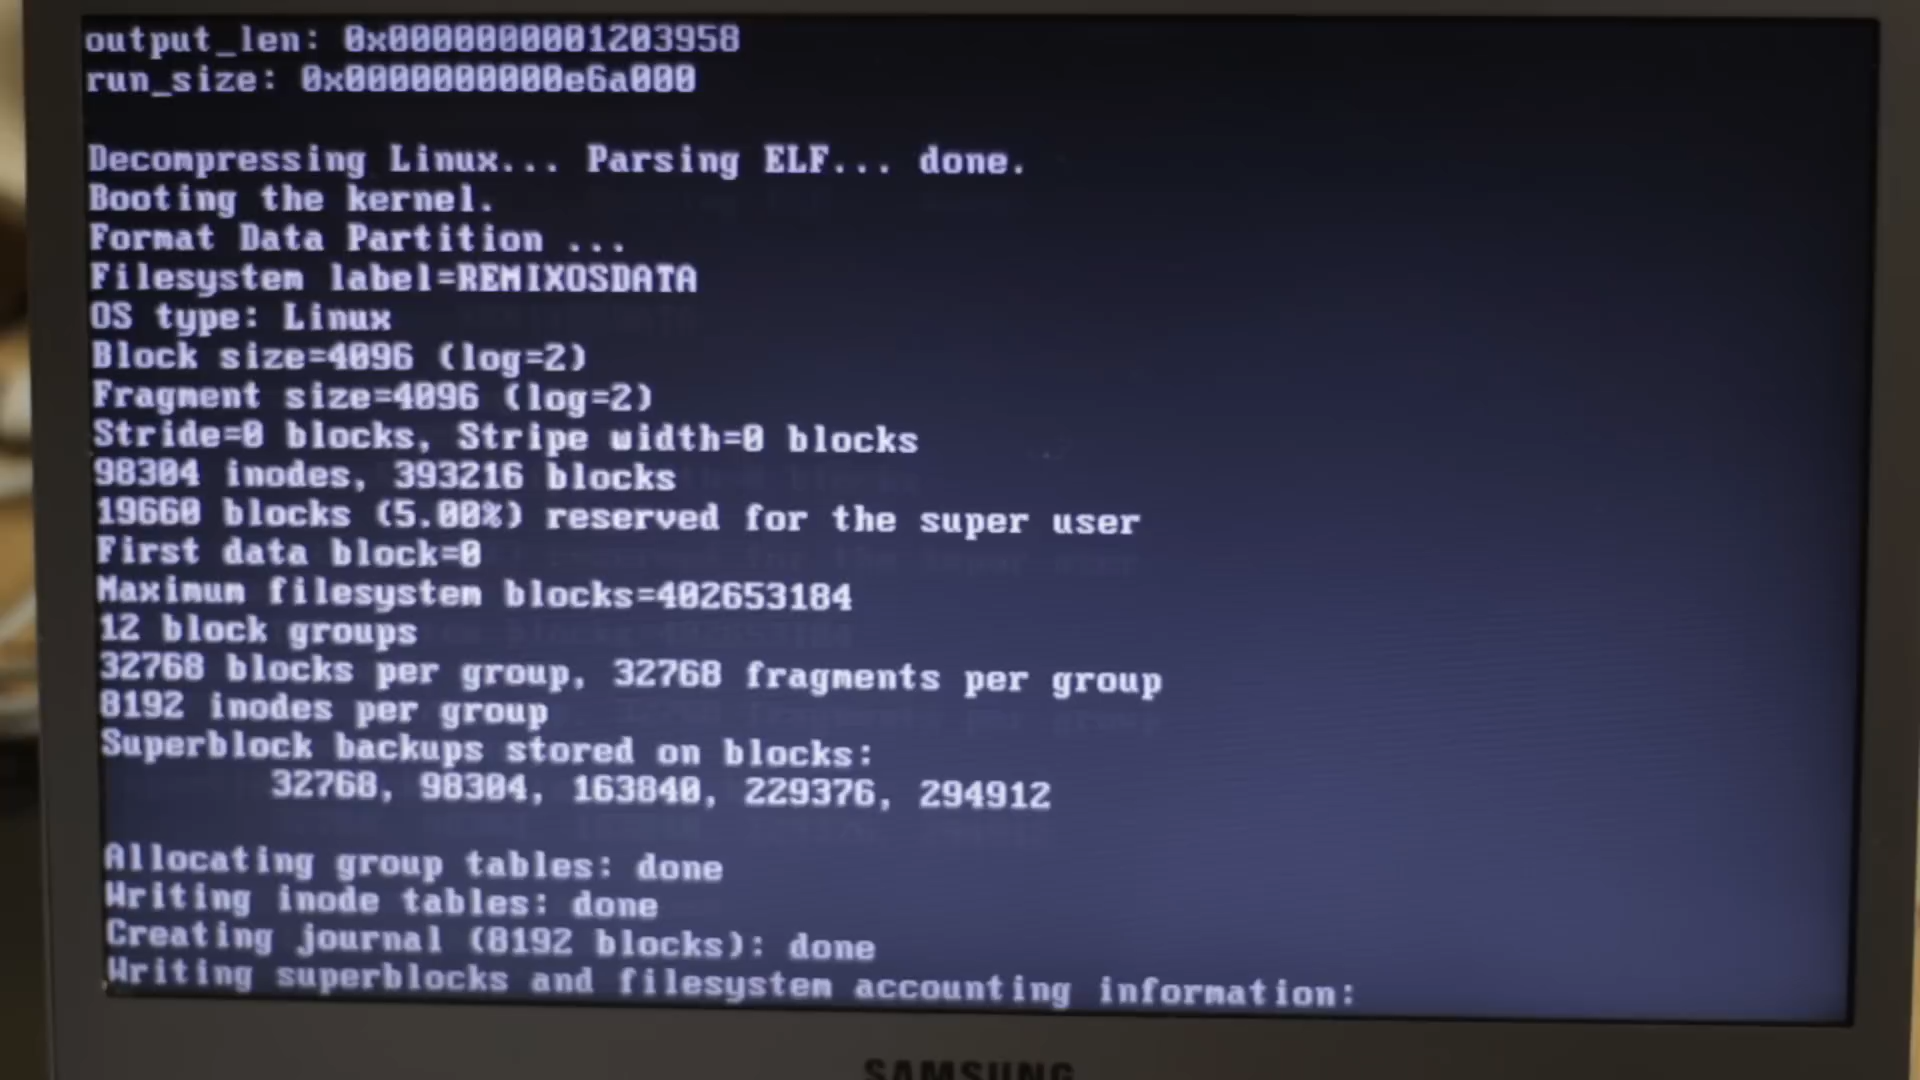 output_len: 0x0000000001203958
run_size: 0x0000000000e6a000
Decompressing Linux... Parsing ELF... done.
Booting the kernel.
Format Data Partition ...
Filesystem label=REMIXOSDATA
OS type: Linux
Block size=4096 (log=2)
Fragment size=4096 (log=2)
Stride=0 blocks, Stripe width=0 blocks
98304 inodes, 393216 blocks
19660 blocks (5.00%) reserved for the super user
First data block=0
Maximum filesystem blocks=402653184
12 block groups
32768 blocks per group, 32768 fragments per group
8192 inodes per group
Superblock backups stored on blocks:
32768, 98304, 163840, 229376, 294912
Allocating group tables: done
Writing inode tables: done
Creating journal (8192 blocks): done
Writing superblocks and filesystem accounting information:
SAMSUNG